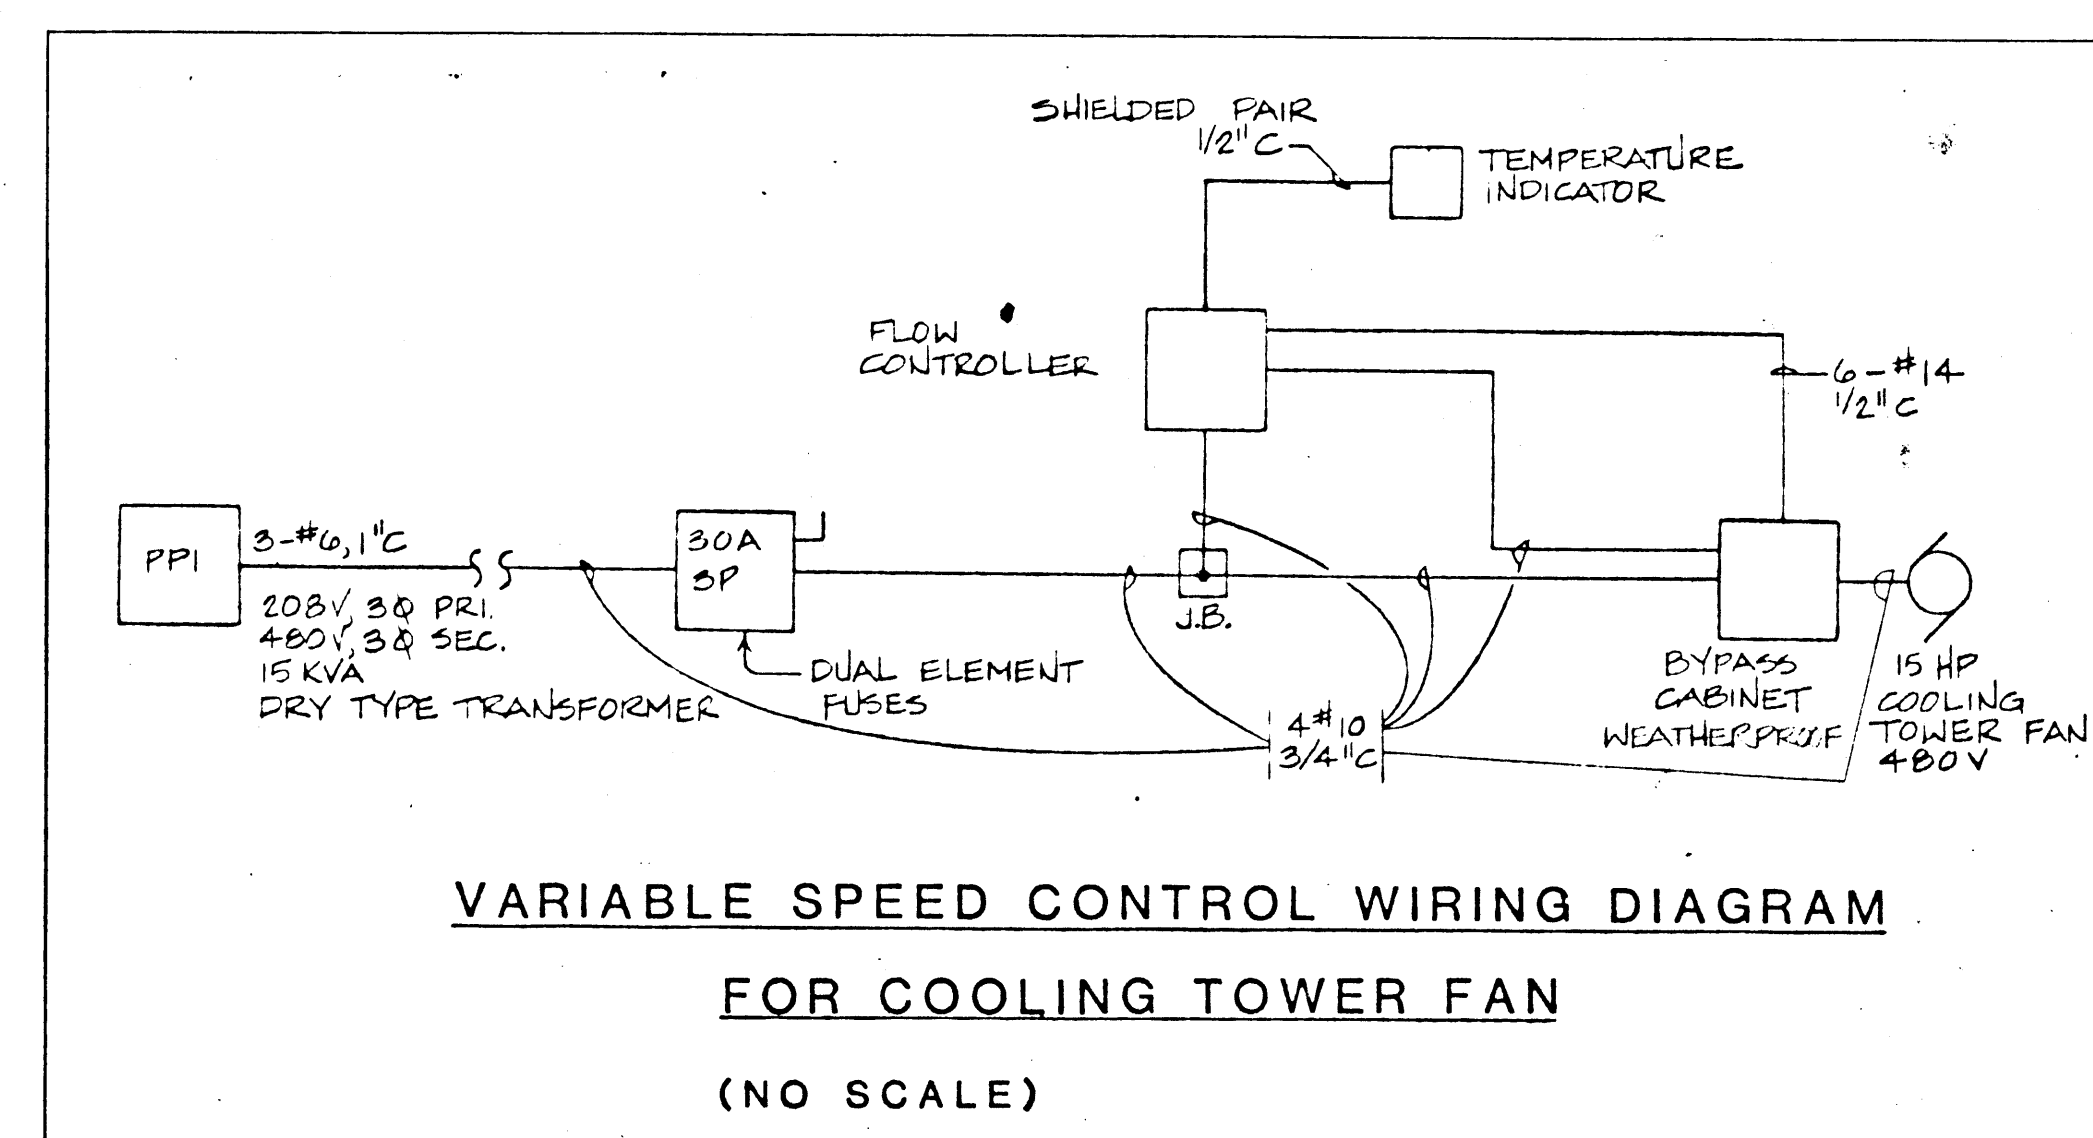 SHIELDED PAIR
1/2" C
TEMPERATURE
INDICATOR
FLOW
CONTROLLER
6-#14
1/2" C
PP1
3-#6, 1"C
208V, 3Φ PRI.
480V, 3Φ SEC.
15 KVA
DRY TYPE TRANSFORMER
30A
3P
DUAL ELEMENT
FUSES
J.B.
4#10
3/4"C
BYPASS
CABINET
WEATHERPROOF
15 HP
COOLING
TOWER FAN
480V
VARIABLE SPEED CONTROL WIRING DIAGRAM
FOR COOLING TOWER FAN
(NO SCALE)